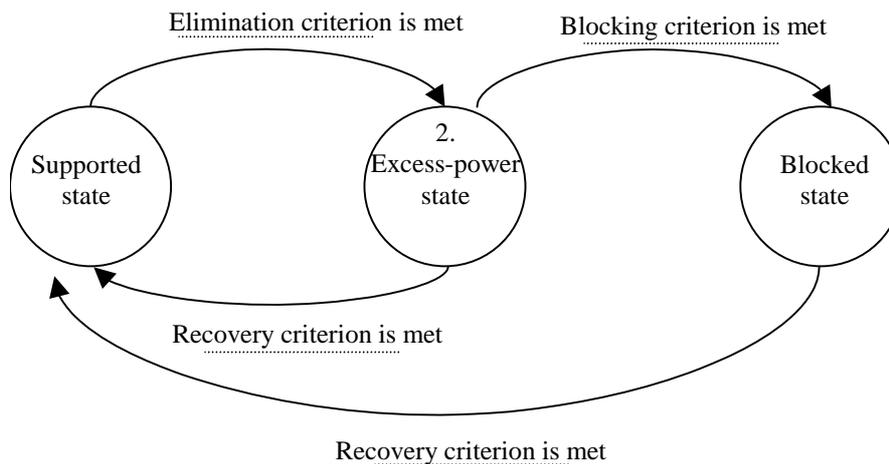 Elimination criterion is met
Blocking criterion is met
Supported
state
2.
Excess-power
state
Blocked
state
Recovery criterion is met
Recovery criterion is met